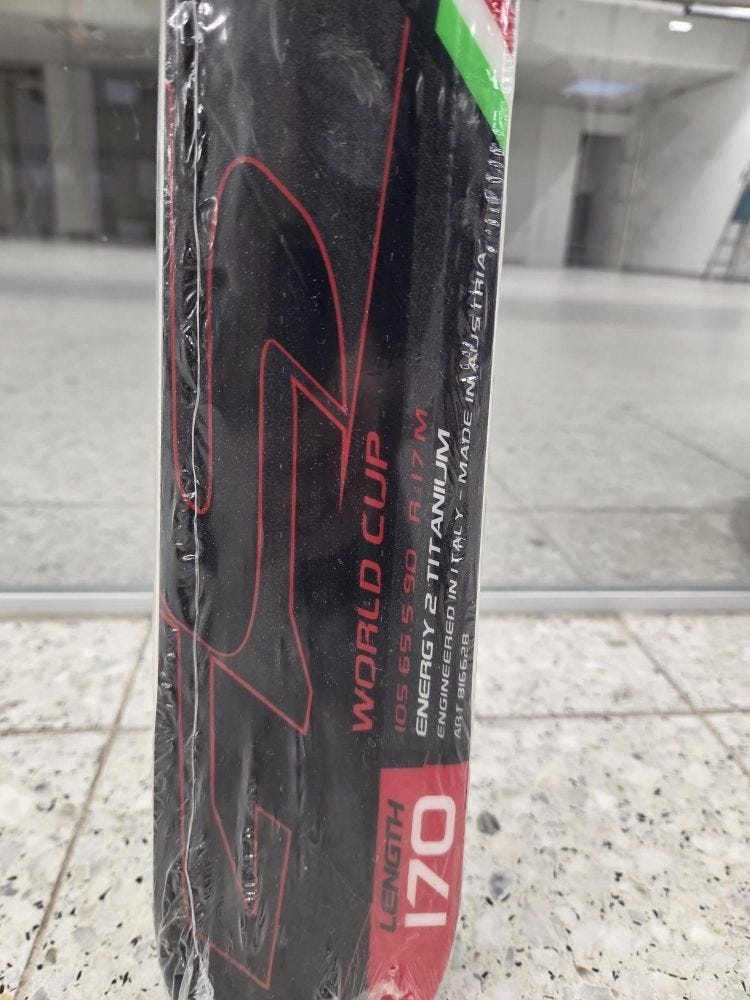 WORLD CUP
105 65.5 90 R:17 M
ENERGY 2 TITANIUM
ENGINEERED IN ITALY - MADE IN AUSTRIA
ART 816628
LENGTH
170